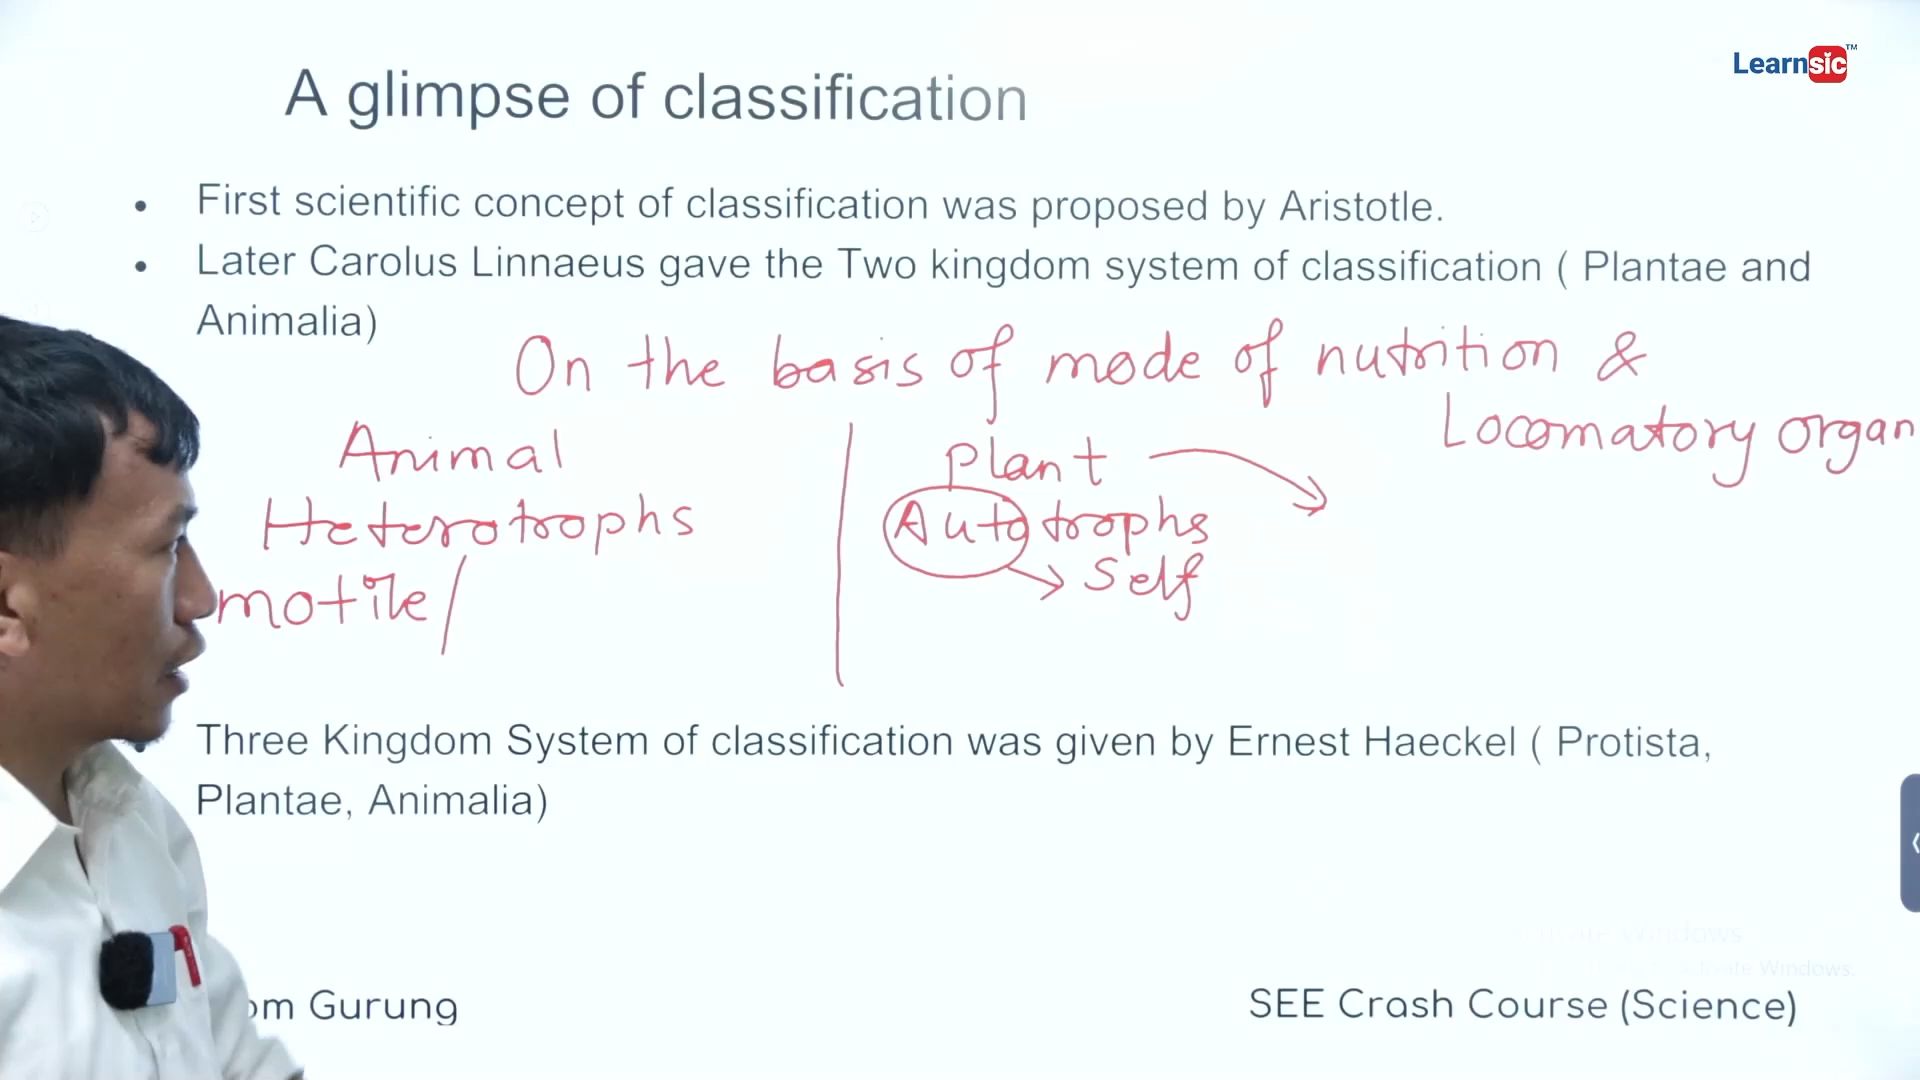 Learnsic™
A glimpse of classification
• First scientific concept of classification was proposed by Aristotle.
• Later Carolus Linnaeus gave the Two kingdom system of classification ( Plantae and
Animalia)
On the basis of mode of nutrition &
Locomatory organ
Animal
Heterotrophs
motile/
Plant
Autotrophs
Self
Three Kingdom System of classification was given by Ernest Haeckel ( Protista,
Plantae, Animalia)
Gurung
SEE Crash Course (Science)